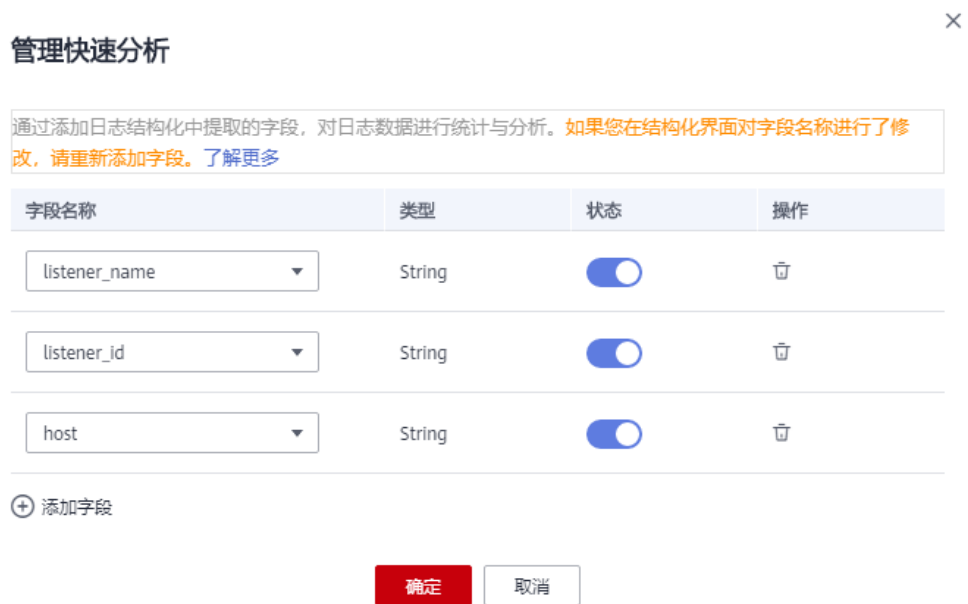 管理快速分析
通过添加日志结构化中提取的字段，对日志数据进行统计与分析。如果您在结构化界面对字段名称进行了修
改，请重新添加字段。了解更多
字段名称 类型 状态 操作
listener_name String
listener_id String
host String
添加字段
确定 取消